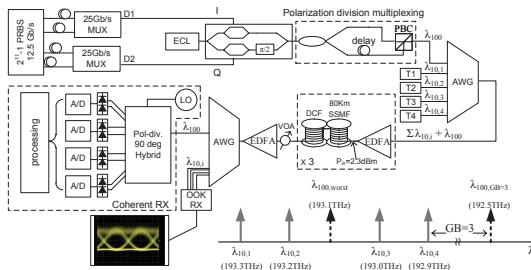 2¹¹-1 PRBS
12.5 Gb/s
25Gb/s
MUX
D1
25Gb/s
MUX
D2
I
Q
ECL
π/2
Polarization division multiplexing
delay
PBC
λ100
T1
λ10,1
T2
λ10,2
T3
λ10,3
T4
λ10,4
AWG
Σλ10,i + λ100
processing
A/D
A/D
A/D
A/D
Pol-div.
90 deg
Hybrid
LO
Coherent RX
λ100
λ10,i
OOK
RX
AWG
EDFA
VOA
DCF
80Km
SSMF
EDFA
X 3
Pin=2.3dBm
λ100,worst
(193.1THz)
λ100,GB=3
(192.5THz)
GB=3
λ10,1
(193.3THz)
λ10,2
(193.2THz)
λ10,3
(193.0THz)
λ10,4
(192.9THz)
λ